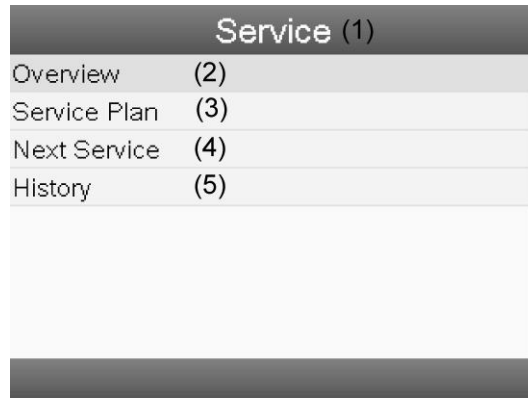 Service (1)
Overview (2)
Service Plan (3)
Next Service (4)
History (5)